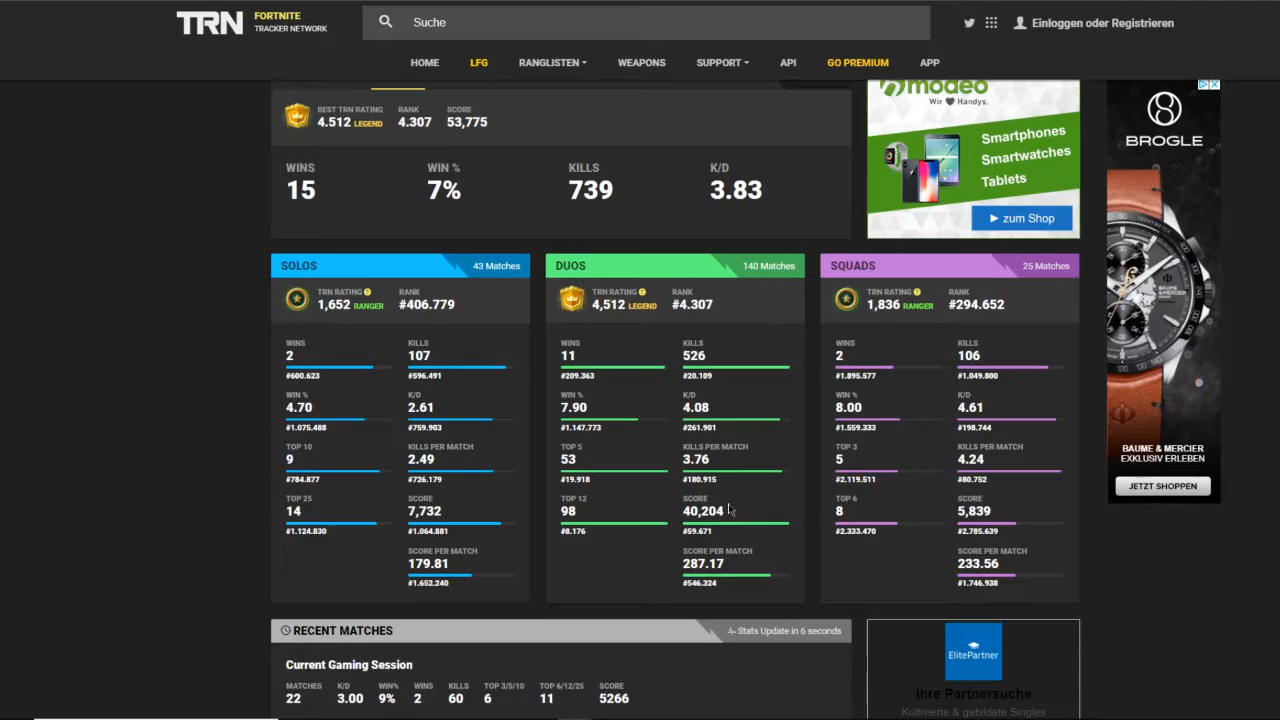 TRN FORTNITE TRACKER NETWORK
Suche
Einloggen oder Registrieren
HOME LFG RANGLISTEN WEAPONS SUPPORT API GO PREMIUM APP
BEST TRN RATING RANK SCORE
4.512 LEGEND 4.307 53,775
WINS WIN % KILLS K/D
15 7% 739 3.83
modeo
Wir ❤ Handys.
Smartphones
Smartwatches
Tablets
► zum Shop
8
BROGLE
BAUME & MERCIER
EXKLUSIV ERLEBEN
JETZT SHOPPEN
SOLOS 43 Matches
TRN RATING ? RANK
1,652 RANGER #406.779
WINS KILLS
2 107
#600.623 #596.491
WIN % K/D
4.70 2.61
#1.075.488 #759.903
TOP 10 KILLS PER MATCH
9 2.49
#784.877 #726.179
TOP 25 SCORE
14 7,732
#1.124.830 #1.064.881
SCORE PER MATCH
179.81
#1.652.240
DUOS 140 Matches
TRN RATING ? RANK
4,512 LEGEND #4.307
WINS KILLS
11 526
#209.363 #20.109
WIN % K/D
7.90 4.08
#1.147.773 #261.901
TOP 5 KILLS PER MATCH
53 3.76
#19.918 #180.915
TOP 12 SCORE
98 40,204
#8.176 #59.671
SCORE PER MATCH
287.17
#546.324
SQUADS 25 Matches
TRN RATING ? RANK
1,836 RANGER #294.652
WINS KILLS
2 106
#1.895.577 #1.049.800
WIN % K/D
8.00 4.61
#1.559.333 #198.744
TOP 3 KILLS PER MATCH
5 4.24
#2.119.511 #80.752
TOP 6 SCORE
8 5,839
#2.333.470 #2.785.639
SCORE PER MATCH
233.56
#1.746.938
RECENT MATCHES Stats Update in 6 seconds
Current Gaming Session
MATCHES K/D WIN% WINS KILLS TOP 3/5/10 TOP 6/12/25 SCORE
22 3.00 9% 2 60 6 11 5266
ElitePartner
Ihre Partnersuche
Kultivierte & gebildete Singles